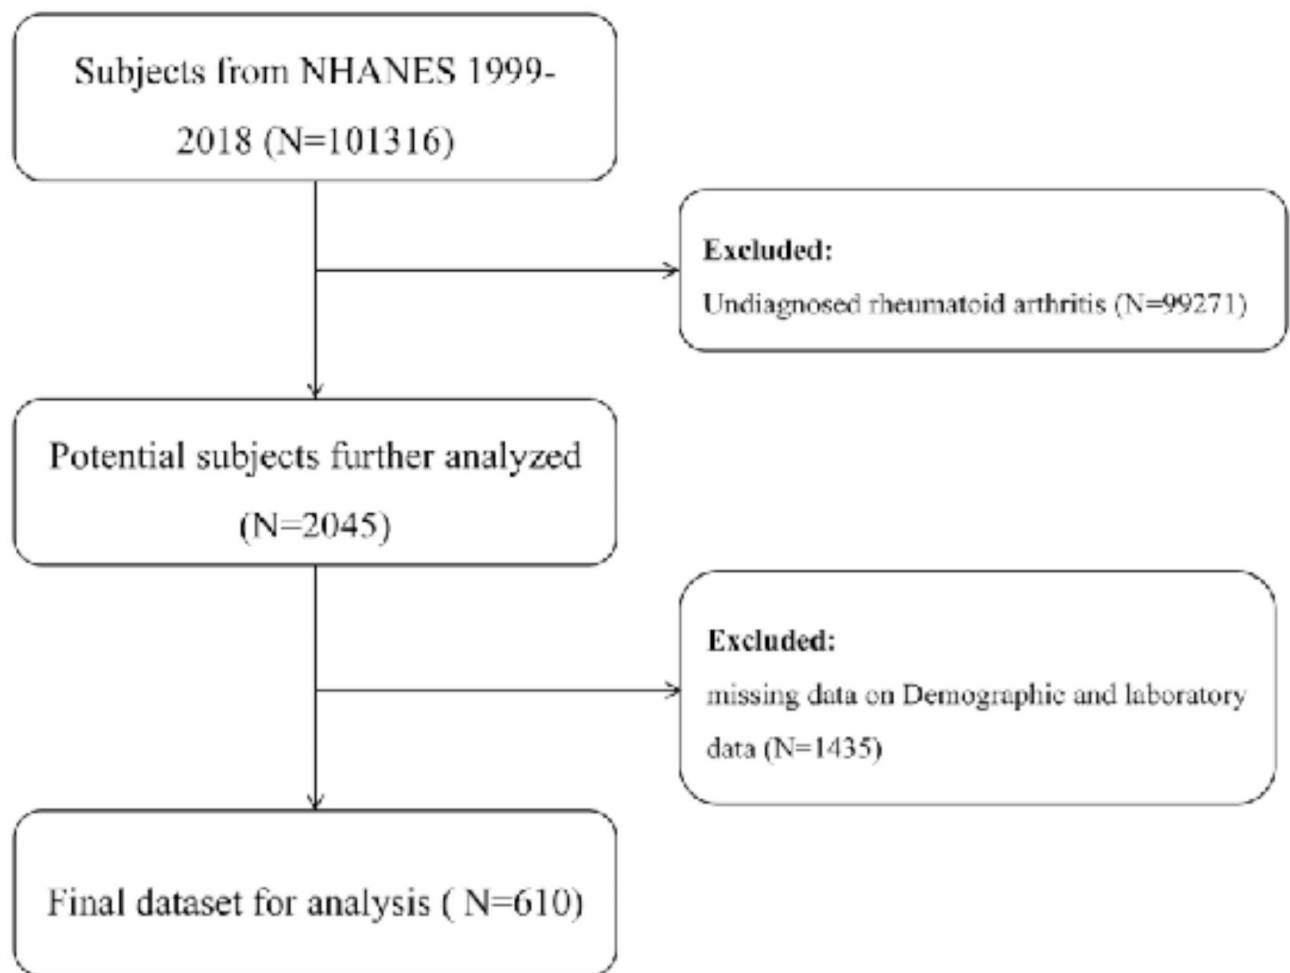 Subjects from NHANES 1999-
2018 (N=101316)
Excluded:
Undiagnosed rheumatoid arthritis (N=99271)
Potential subjects further analyzed
(N=2045)
Excluded:
missing data on Demographic and laboratory
data (N=1435)
Final dataset for analysis ( N=610)